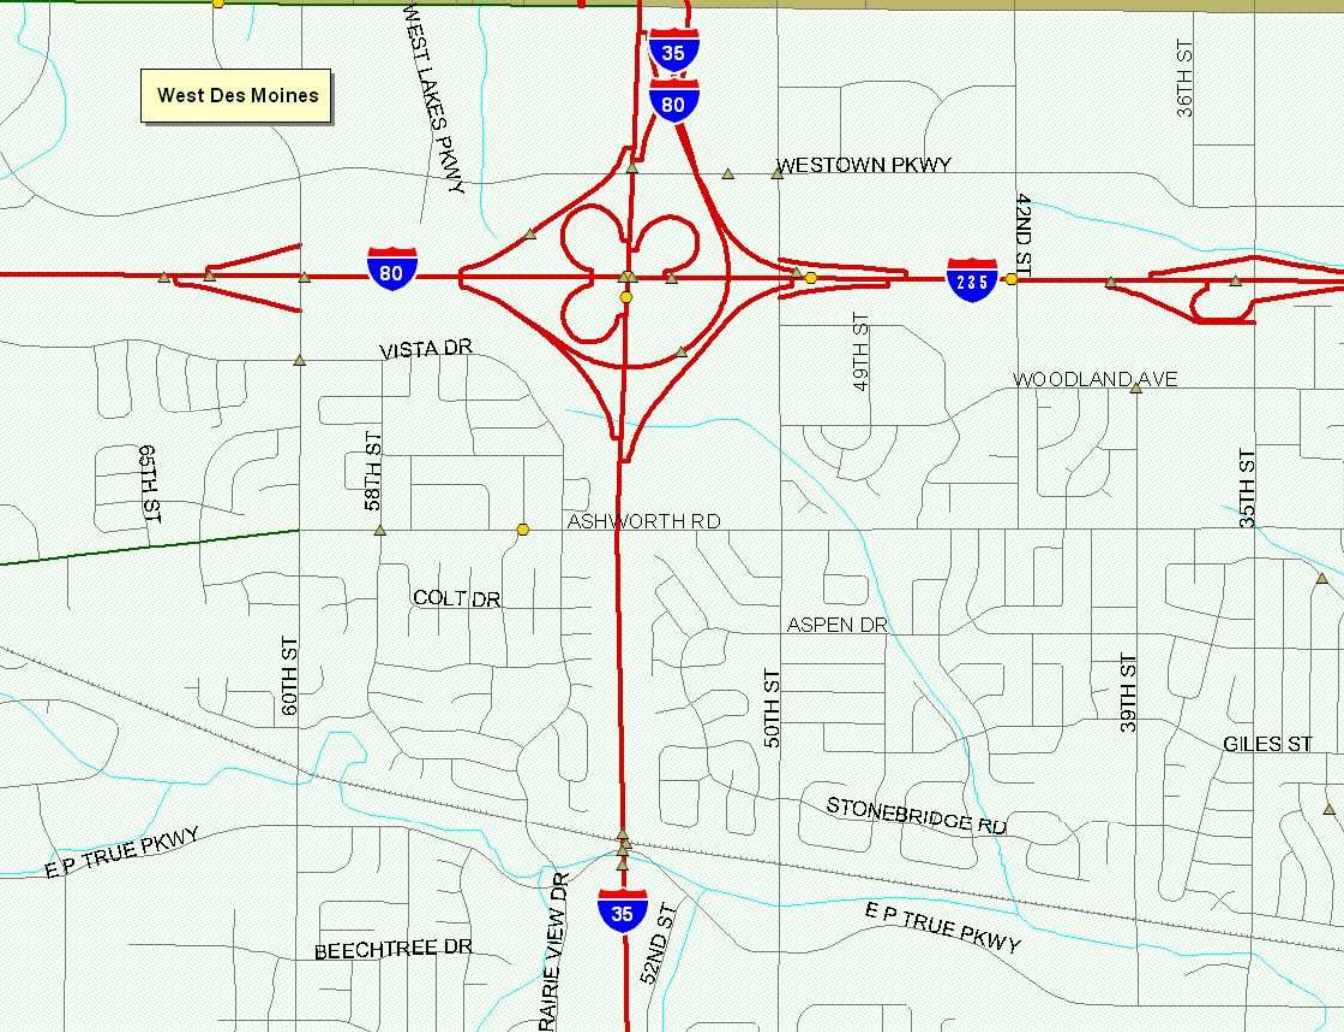 35
36TH ST
WEST LAKES PKWY
West Des Moines
80
WESTOWN PKWY
42ND ST
80
235
VISTA DR
49TH ST
WOODLAND AVE
65TH ST
58TH ST
35TH ST
ASHWORTH RD
COLT DR
ASPEN DR
60TH ST
50TH ST
39TH ST
GILES ST
STONEBRIDGE RD
E P TRUE PKWY
35
RAIRIE VIEW DR
52ND ST
E P TRUE PKWY
BEECHTREE DR